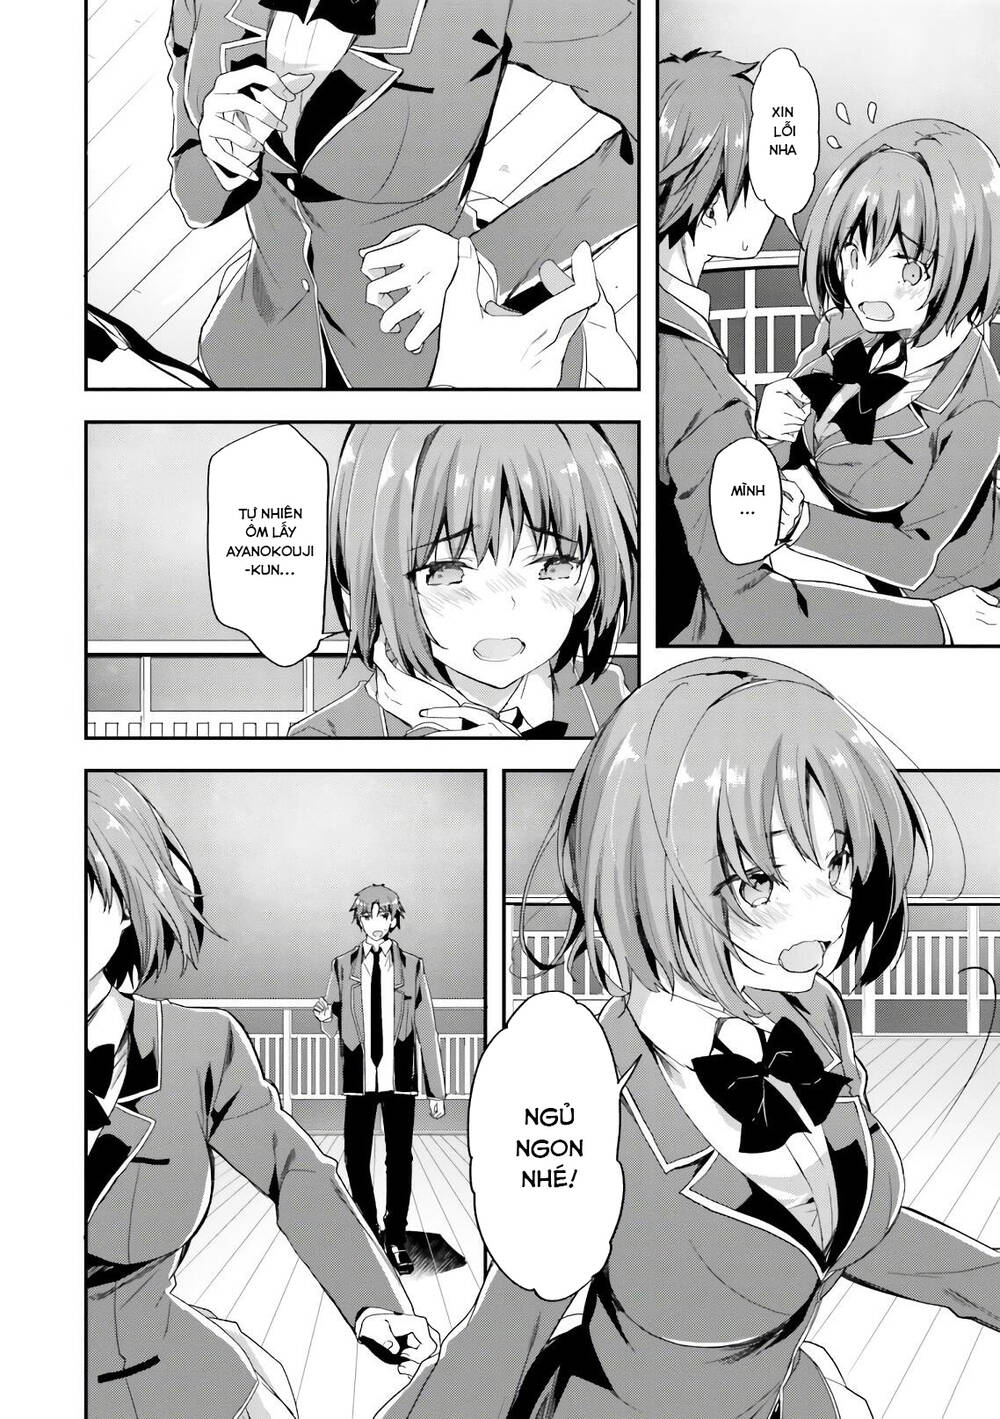 XIN
LỖI
NHA
MÌNH
...
TỰ NHIÊN
ÔM LẤY
AYANOKOUJI
-KUN...
NGỦ
NGON
NHÉ!